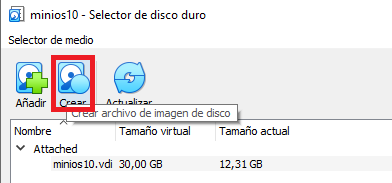 minios10 - Selector de disco duro
Selector de medio
Añadir Crear Actualizar
Crear archivo de imagen de disco
Nombre Tamaño virtual Tamaño actual
Attached
minios10.vdi 30,00 GB 12,31 GB